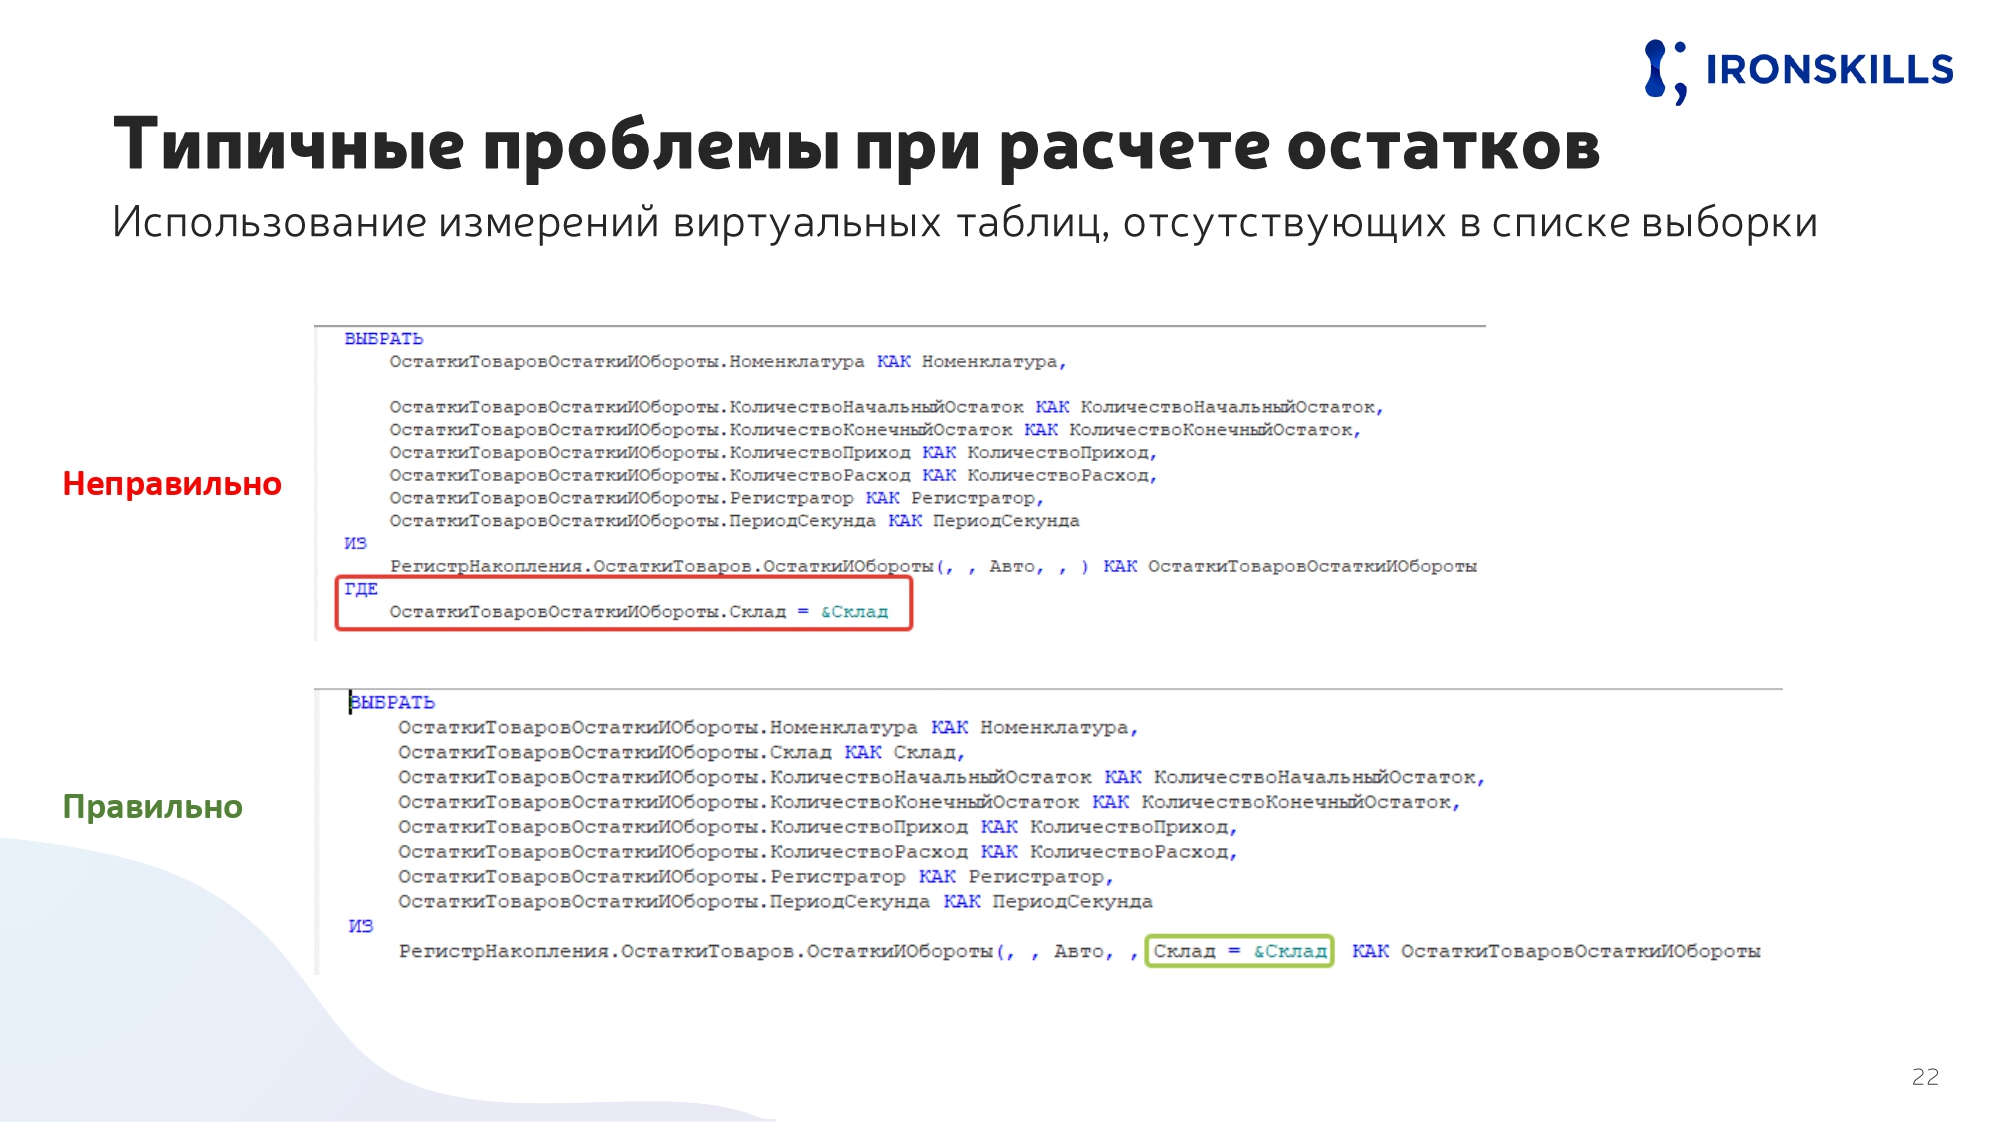 IRONSKILLS
Типичные проблемы при расчете остатков
Использование измерений виртуальных таблиц, отсутствующих в списке выборки
Неправильно
ВЫБРАТЬ
ОстаткиТоваровОстаткиИОбороты.Номенклатура КАК Номенклатура,
ОстаткиТоваровОстаткиИОбороты.КоличествоНачальныйОстаток КАК КоличествоНачальныйОстаток,
ОстаткиТоваровОстаткиИОбороты.КоличествоКонечныйОстаток КАК КоличествоКонечныйОстаток,
ОстаткиТоваровОстаткиИОбороты.КоличествоПриход КАК КоличествоПриход,
ОстаткиТоваровОстаткиИОбороты.КоличествоРасход КАК КоличествоРасход,
ОстаткиТоваровОстаткиИОбороты.Регистратор КАК Регистратор,
ОстаткиТоваровОстаткиИОбороты.ПериодСекунда КАК ПериодСекунда
ИЗ
РегистрНакопления.ОстаткиТоваров.ОстаткиИОбороты(, , Авто, , ) КАК ОстаткиТоваровОстаткиИОбороты
ГДЕ
ОстаткиТоваровОстаткиИОбороты.Склад = &Склад
Правильно
ВЫБРАТЬ
ОстаткиТоваровОстаткиИОбороты.Номенклатура КАК Номенклатура,
ОстаткиТоваровОстаткиИОбороты.Склад КАК Склад,
ОстаткиТоваровОстаткиИОбороты.КоличествоНачальныйОстаток КАК КоличествоНачальныйОстаток,
ОстаткиТоваровОстаткиИОбороты.КоличествоКонечныйОстаток КАК КоличествоКонечныйОстаток,
ОстаткиТоваровОстаткиИОбороты.КоличествоПриход КАК КоличествоПриход,
ОстаткиТоваровОстаткиИОбороты.КоличествоРасход КАК КоличествоРасход,
ОстаткиТоваровОстаткиИОбороты.Регистратор КАК Регистратор,
ОстаткиТоваровОстаткиИОбороты.ПериодСекунда КАК ПериодСекунда
ИЗ
РегистрНакопления.ОстаткиТоваров.ОстаткиИОбороты(, , Авто, , Склад = &Склад КАК ОстаткиТоваровОстаткиИОбороты
22